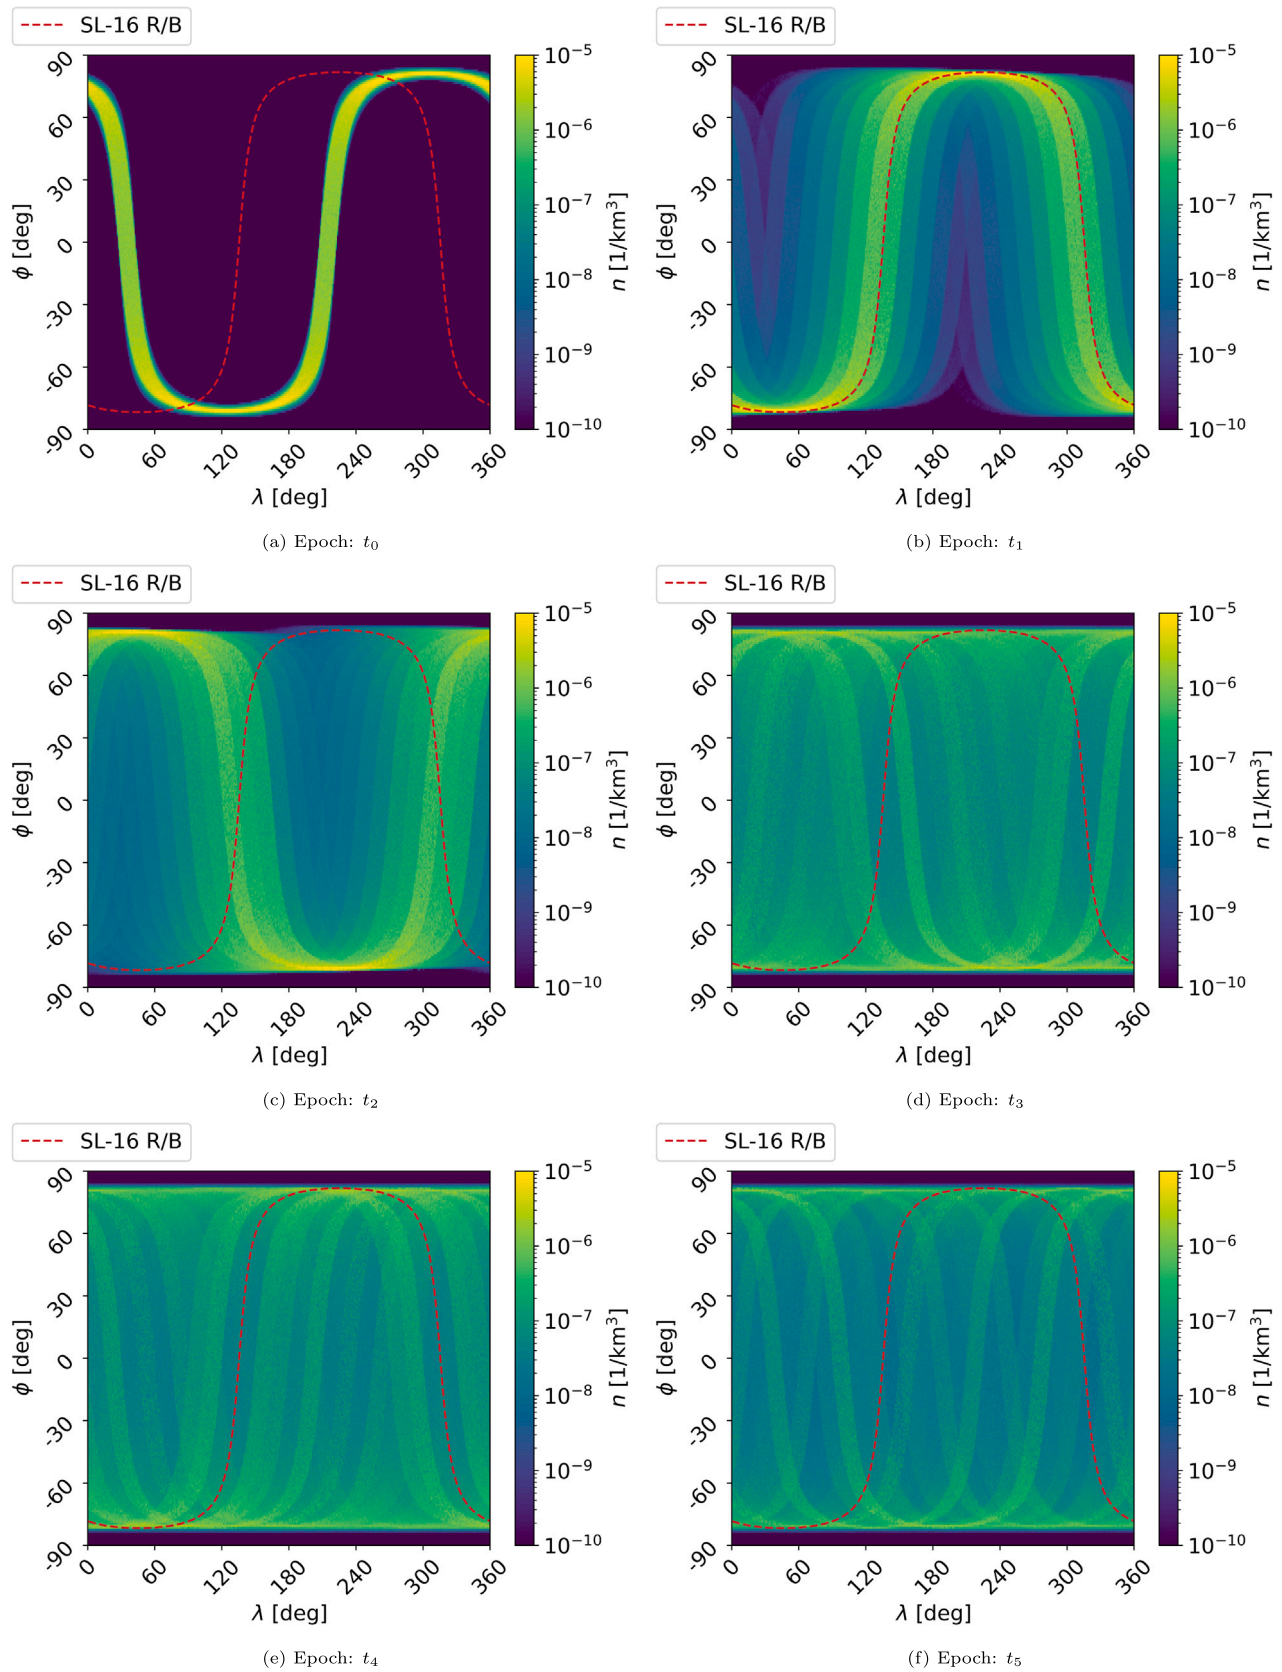 SL-16 R/B
SL-16 R/B
90
60
30
0
-30
-60
-90
ϕ [deg]
0 60 120 180 240 300 360
λ [deg]
10⁻⁵
10⁻⁶
10⁻⁷
10⁻⁸
10⁻⁹
10⁻¹⁰
n [1/km³]
90
60
30
0
-30
-60
-90
ϕ [deg]
0 60 120 180 240 300 360
λ [deg]
10⁻⁵
10⁻⁶
10⁻⁷
10⁻⁸
10⁻⁹
10⁻¹⁰
n [1/km³]
(a) Epoch: t₀
(b) Epoch: t₁
SL-16 R/B
SL-16 R/B
90
60
30
0
-30
-60
-90
ϕ [deg]
0 60 120 180 240 300 360
λ [deg]
10⁻⁵
10⁻⁶
10⁻⁷
10⁻⁸
10⁻⁹
10⁻¹⁰
n [1/km³]
90
60
30
0
-30
-60
-90
ϕ [deg]
0 60 120 180 240 300 360
λ [deg]
10⁻⁵
10⁻⁶
10⁻⁷
10⁻⁸
10⁻⁹
10⁻¹⁰
n [1/km³]
(c) Epoch: t₂
(d) Epoch: t₃
SL-16 R/B
SL-16 R/B
90
60
30
0
-30
-60
-90
ϕ [deg]
0 60 120 180 240 300 360
λ [deg]
10⁻⁵
10⁻⁶
10⁻⁷
10⁻⁸
10⁻⁹
10⁻¹⁰
n [1/km³]
90
60
30
0
-30
-60
-90
ϕ [deg]
0 60 120 180 240 300 360
λ [deg]
10⁻⁵
10⁻⁶
10⁻⁷
10⁻⁸
10⁻⁹
10⁻¹⁰
n [1/km³]
(e) Epoch: t₄
(f) Epoch: t₅